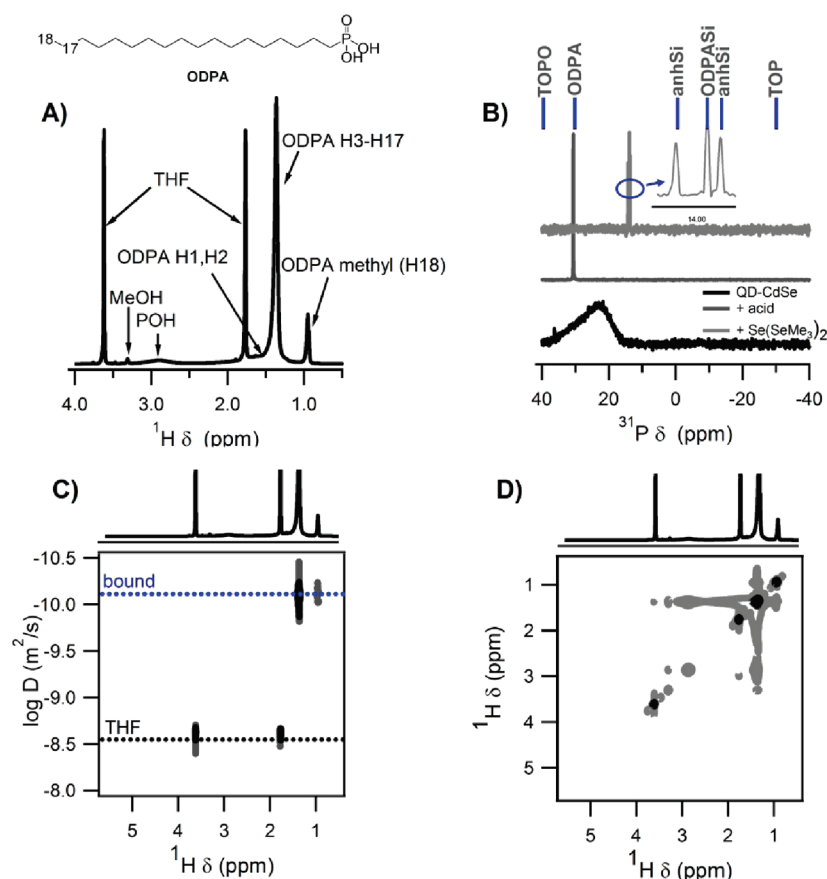 18
17
O
P
OH
OH
ODPA
A)
ODPA H3-H17
THF
ODPA H1,H2
ODPA methyl (H18)
MeOH
POH
4.0 3.0 2.0 1.0
1H δ (ppm)
B)
TOPO
ODPA
anhSi
ODPASi
anhSi
TOP
14.00
QD-CdSe
+ acid
+ Se(SeMe3)2
40 20 0 -20 -40
31P δ (ppm)
C)
-10.5
bound
-10.0
-9.5
-9.0
THF
-8.5
-8.0
log D (m2/s)
5 4 3 2 1
1H δ (ppm)
D)
1
2
3
4
5
1H δ (ppm)
5 4 3 2 1
1H δ (ppm)